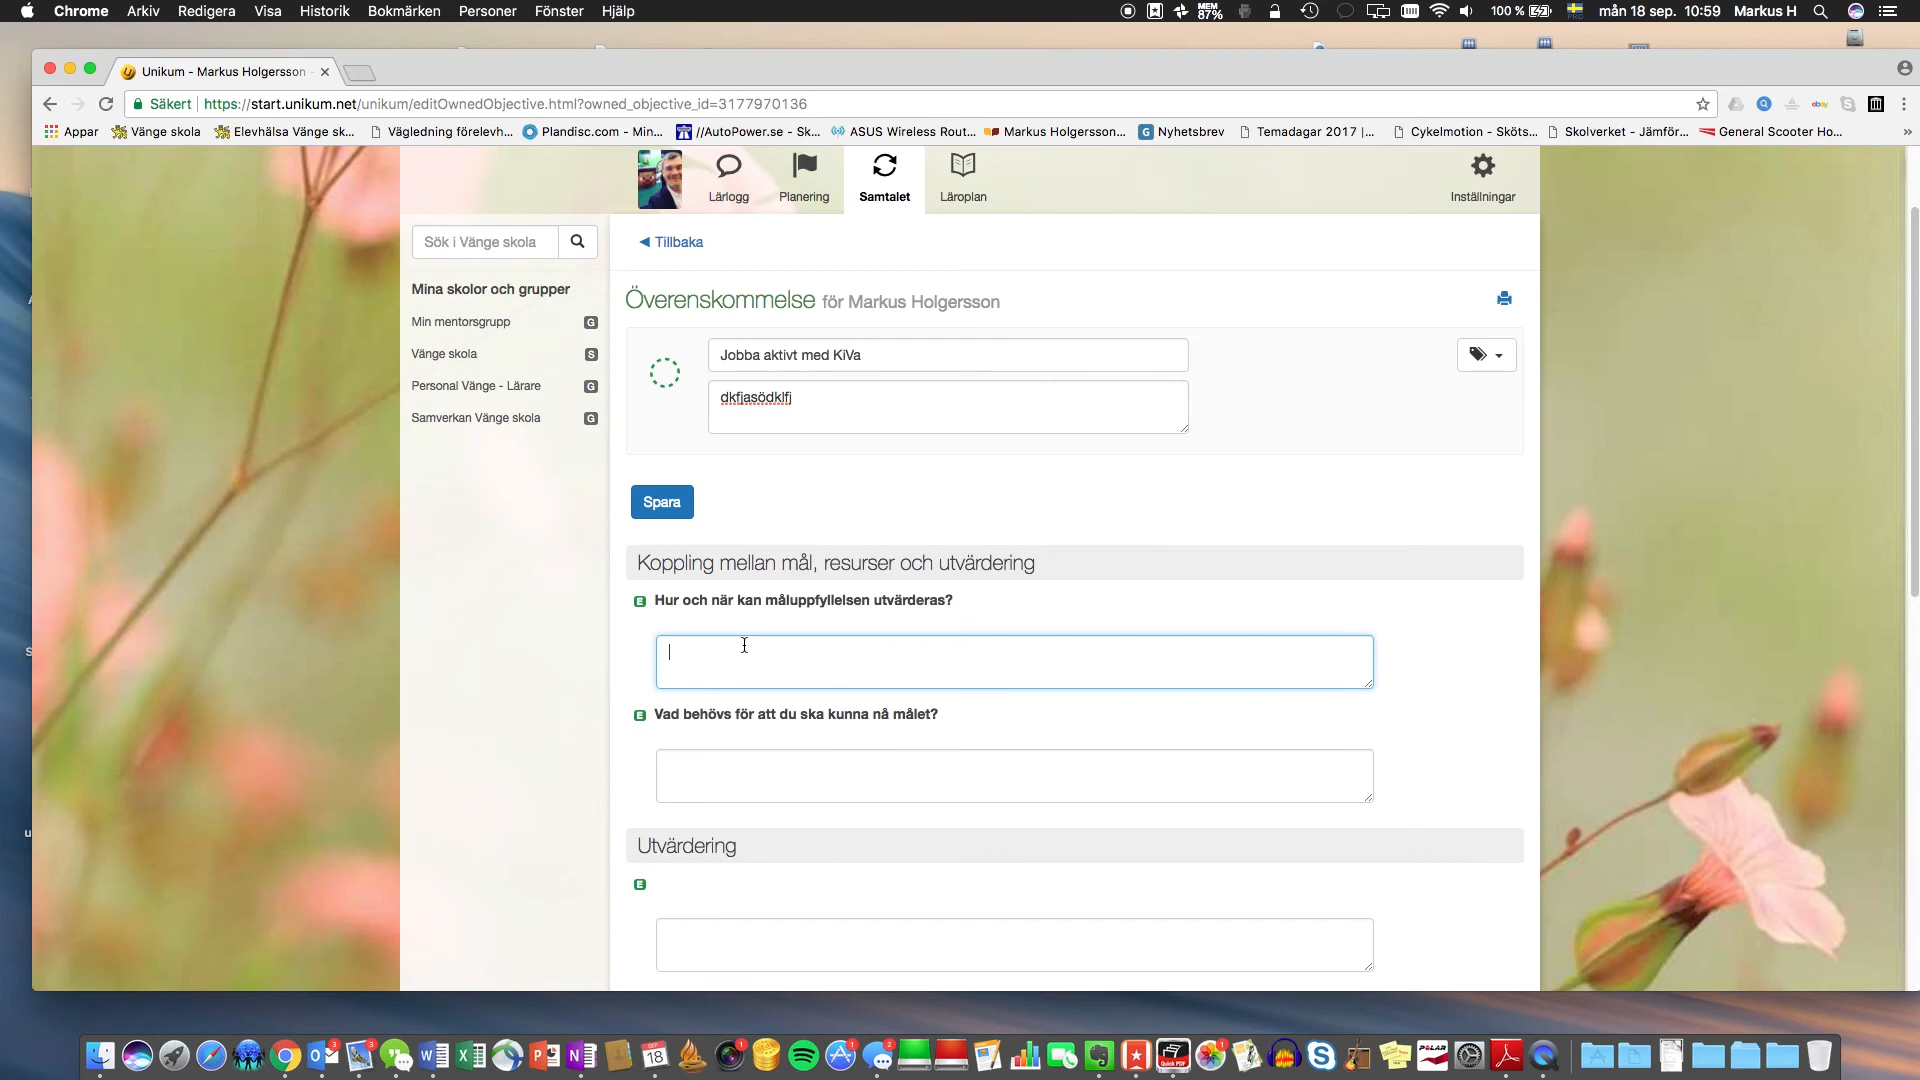 Chrome Arkiv Redigera Visa Historik Bokmärken Personer Fönster Hjälp MEM 87% 100 % PRO mån 18 sep. 10:59 Markus H
Unikum - Markus Holgersson
Säkert https://start.unikum.net/unikum/editOwnedObjective.html?owned_objective_id=3177970136
Appar Vänge skola Elevhälsa Vänge sk... Vägledning förelevh... Plandisc.com - Min... //AutoPower.se - Sk... ASUS Wireless Rout... Markus Holgersson... Nyhetsbrev Temadagar 2017 |... Cykelmotion - Sköts... Skolverket - Jämför... General Scooter Ho... »
Lärlogg Planering Samtalet Läroplan Inställningar
Sök i Vänge skola
Tillbaka
Mina skolor och grupper
Min mentorsgrupp G
Vänge skola S
Personal Vänge - Lärare G
Samverkan Vänge skola G
Överenskommelse för Markus Holgersson
Jobba aktivt med KiVa
dkfjasödklfj
Spara
Koppling mellan mål, resurser och utvärdering
E Hur och när kan måluppfyllelsen utvärderas?
E Vad behövs för att du ska kunna nå målet?
Utvärdering
E